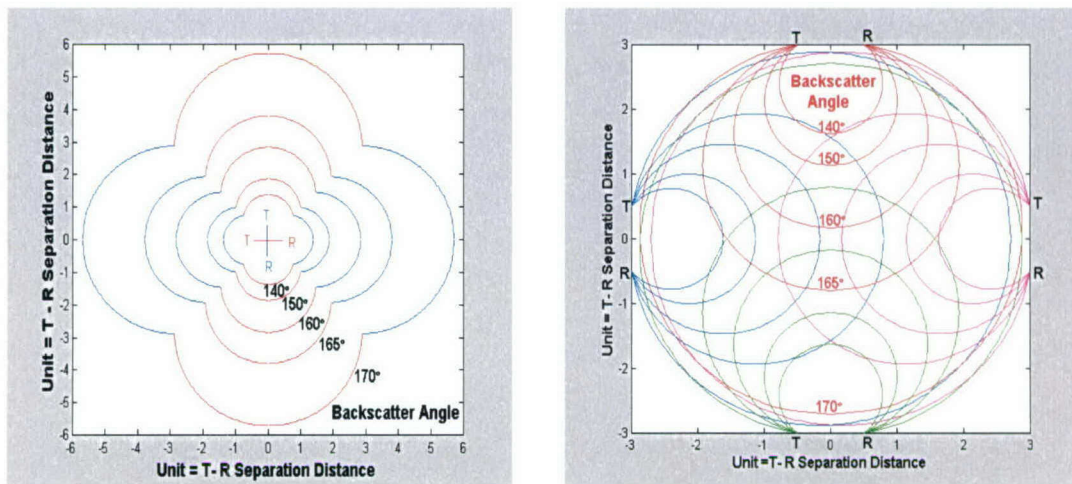 6
5
4
3
2
1
0
-1
-2
-3
-4
-5
-6
Unit = T - R Separation Distance
T
T R
R
140°
150°
160°
165°
170°
Backscatter Angle
-6 -5 -4 -3 -2 -1 0 1 2 3 4 5 6
Unit = T- R Separation Distance
T R
3
2
1
0
-1
-2
-3
Unit = T- R Separation Distance
Backscatter
Angle
140°
150°
T T
160°
R R
165°
170°
T R
-3 -2 -1 0 1 2 3
Unit =T- R Separation Distance